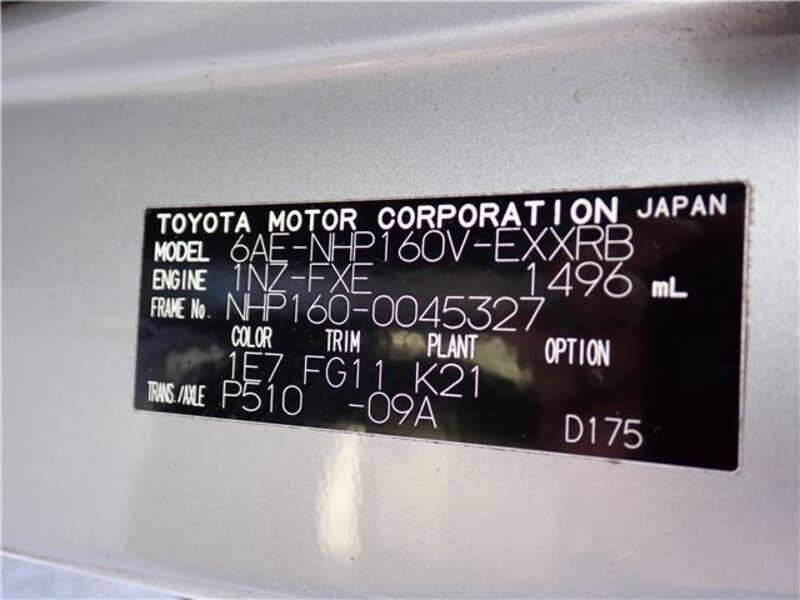 TOYOTA MOTOR CORPORATION JAPAN
MODEL 6AE-NHP160V-EXXRB
ENGINE 1NZ-FXE 1496 mL
FRAME No. NHP160-0045327
COLOR TRIM PLANT OPTION
1E7 FG11 K21
TRANS./AXLE P510 -09A
D175